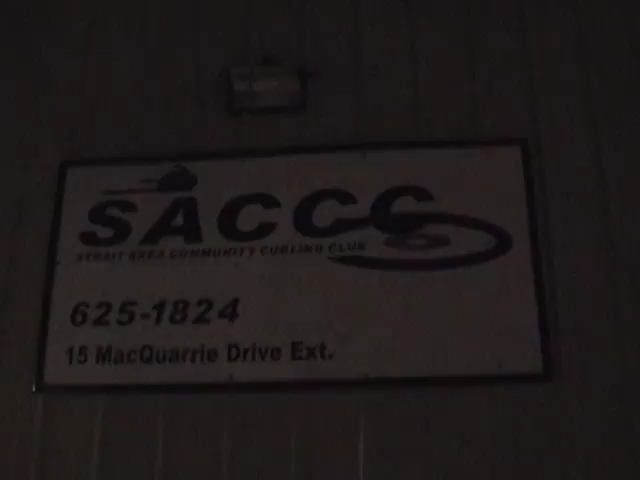 SACCC
STRAIT AREA COMMUNITY CURLING CLUB
625-1824
15 MacQuarrie Drive Ext.